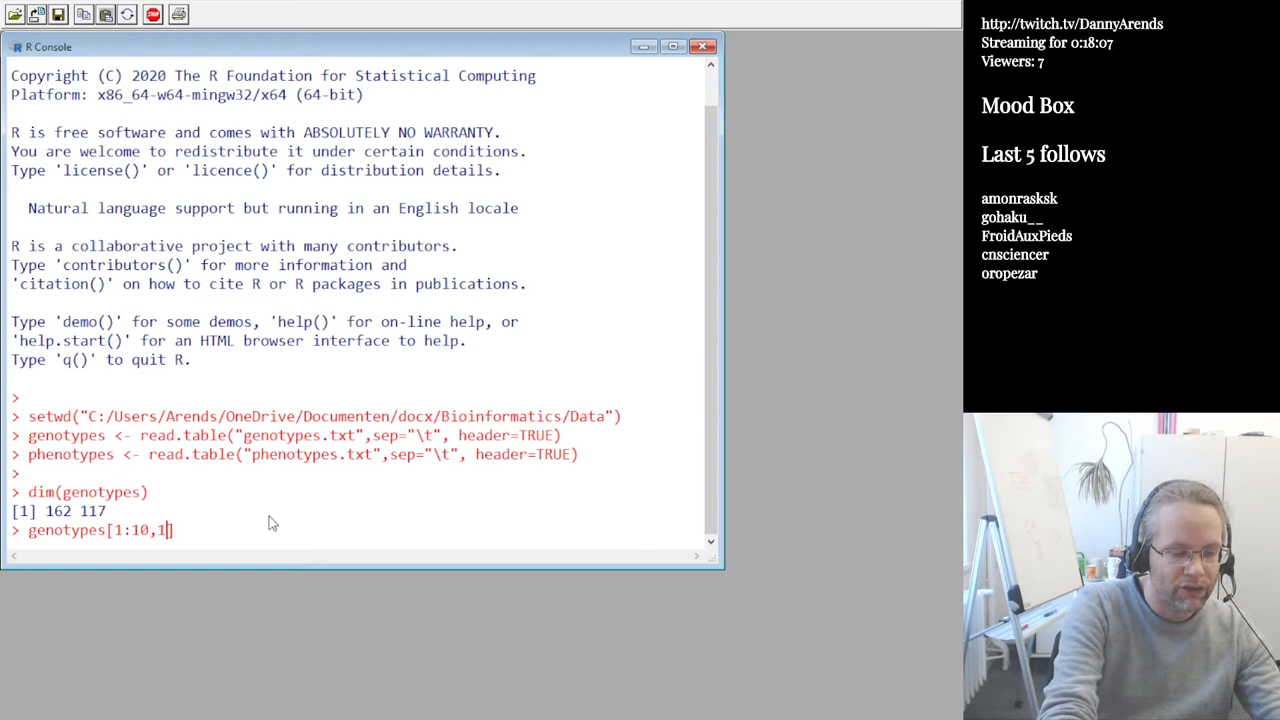 R Console
Copyright (C) 2020 The R Foundation for Statistical Computing
Platform: x86_64-w64-mingw32/x64 (64-bit)
R is free software and comes with ABSOLUTELY NO WARRANTY.
You are welcome to redistribute it under certain conditions.
Type 'license()' or 'licence()' for distribution details.
Natural language support but running in an English locale
R is a collaborative project with many contributors.
Type 'contributors()' for more information and
'citation()' on how to cite R or R packages in publications.
Type 'demo()' for some demos, 'help()' for on-line help, or
'help.start()' for an HTML browser interface to help.
Type 'q()' to quit R.
>
> setwd("C:/Users/Arends/OneDrive/Documenten/docx/Bioinformatics/Data")
> genotypes <- read.table("genotypes.txt",sep="\t", header=TRUE)
> phenotypes <- read.table("phenotypes.txt",sep="\t", header=TRUE)
>
> dim(genotypes)
[1] 162 117
> genotypes[1:10,1]
http://twitch.tv/DannyArends
Streaming for 0:18:07
Viewers: 7
Mood Box
Last 5 follows
amonrasksk
gohaku__
FroidAuxPieds
cnsciencer
oropezar
STOP